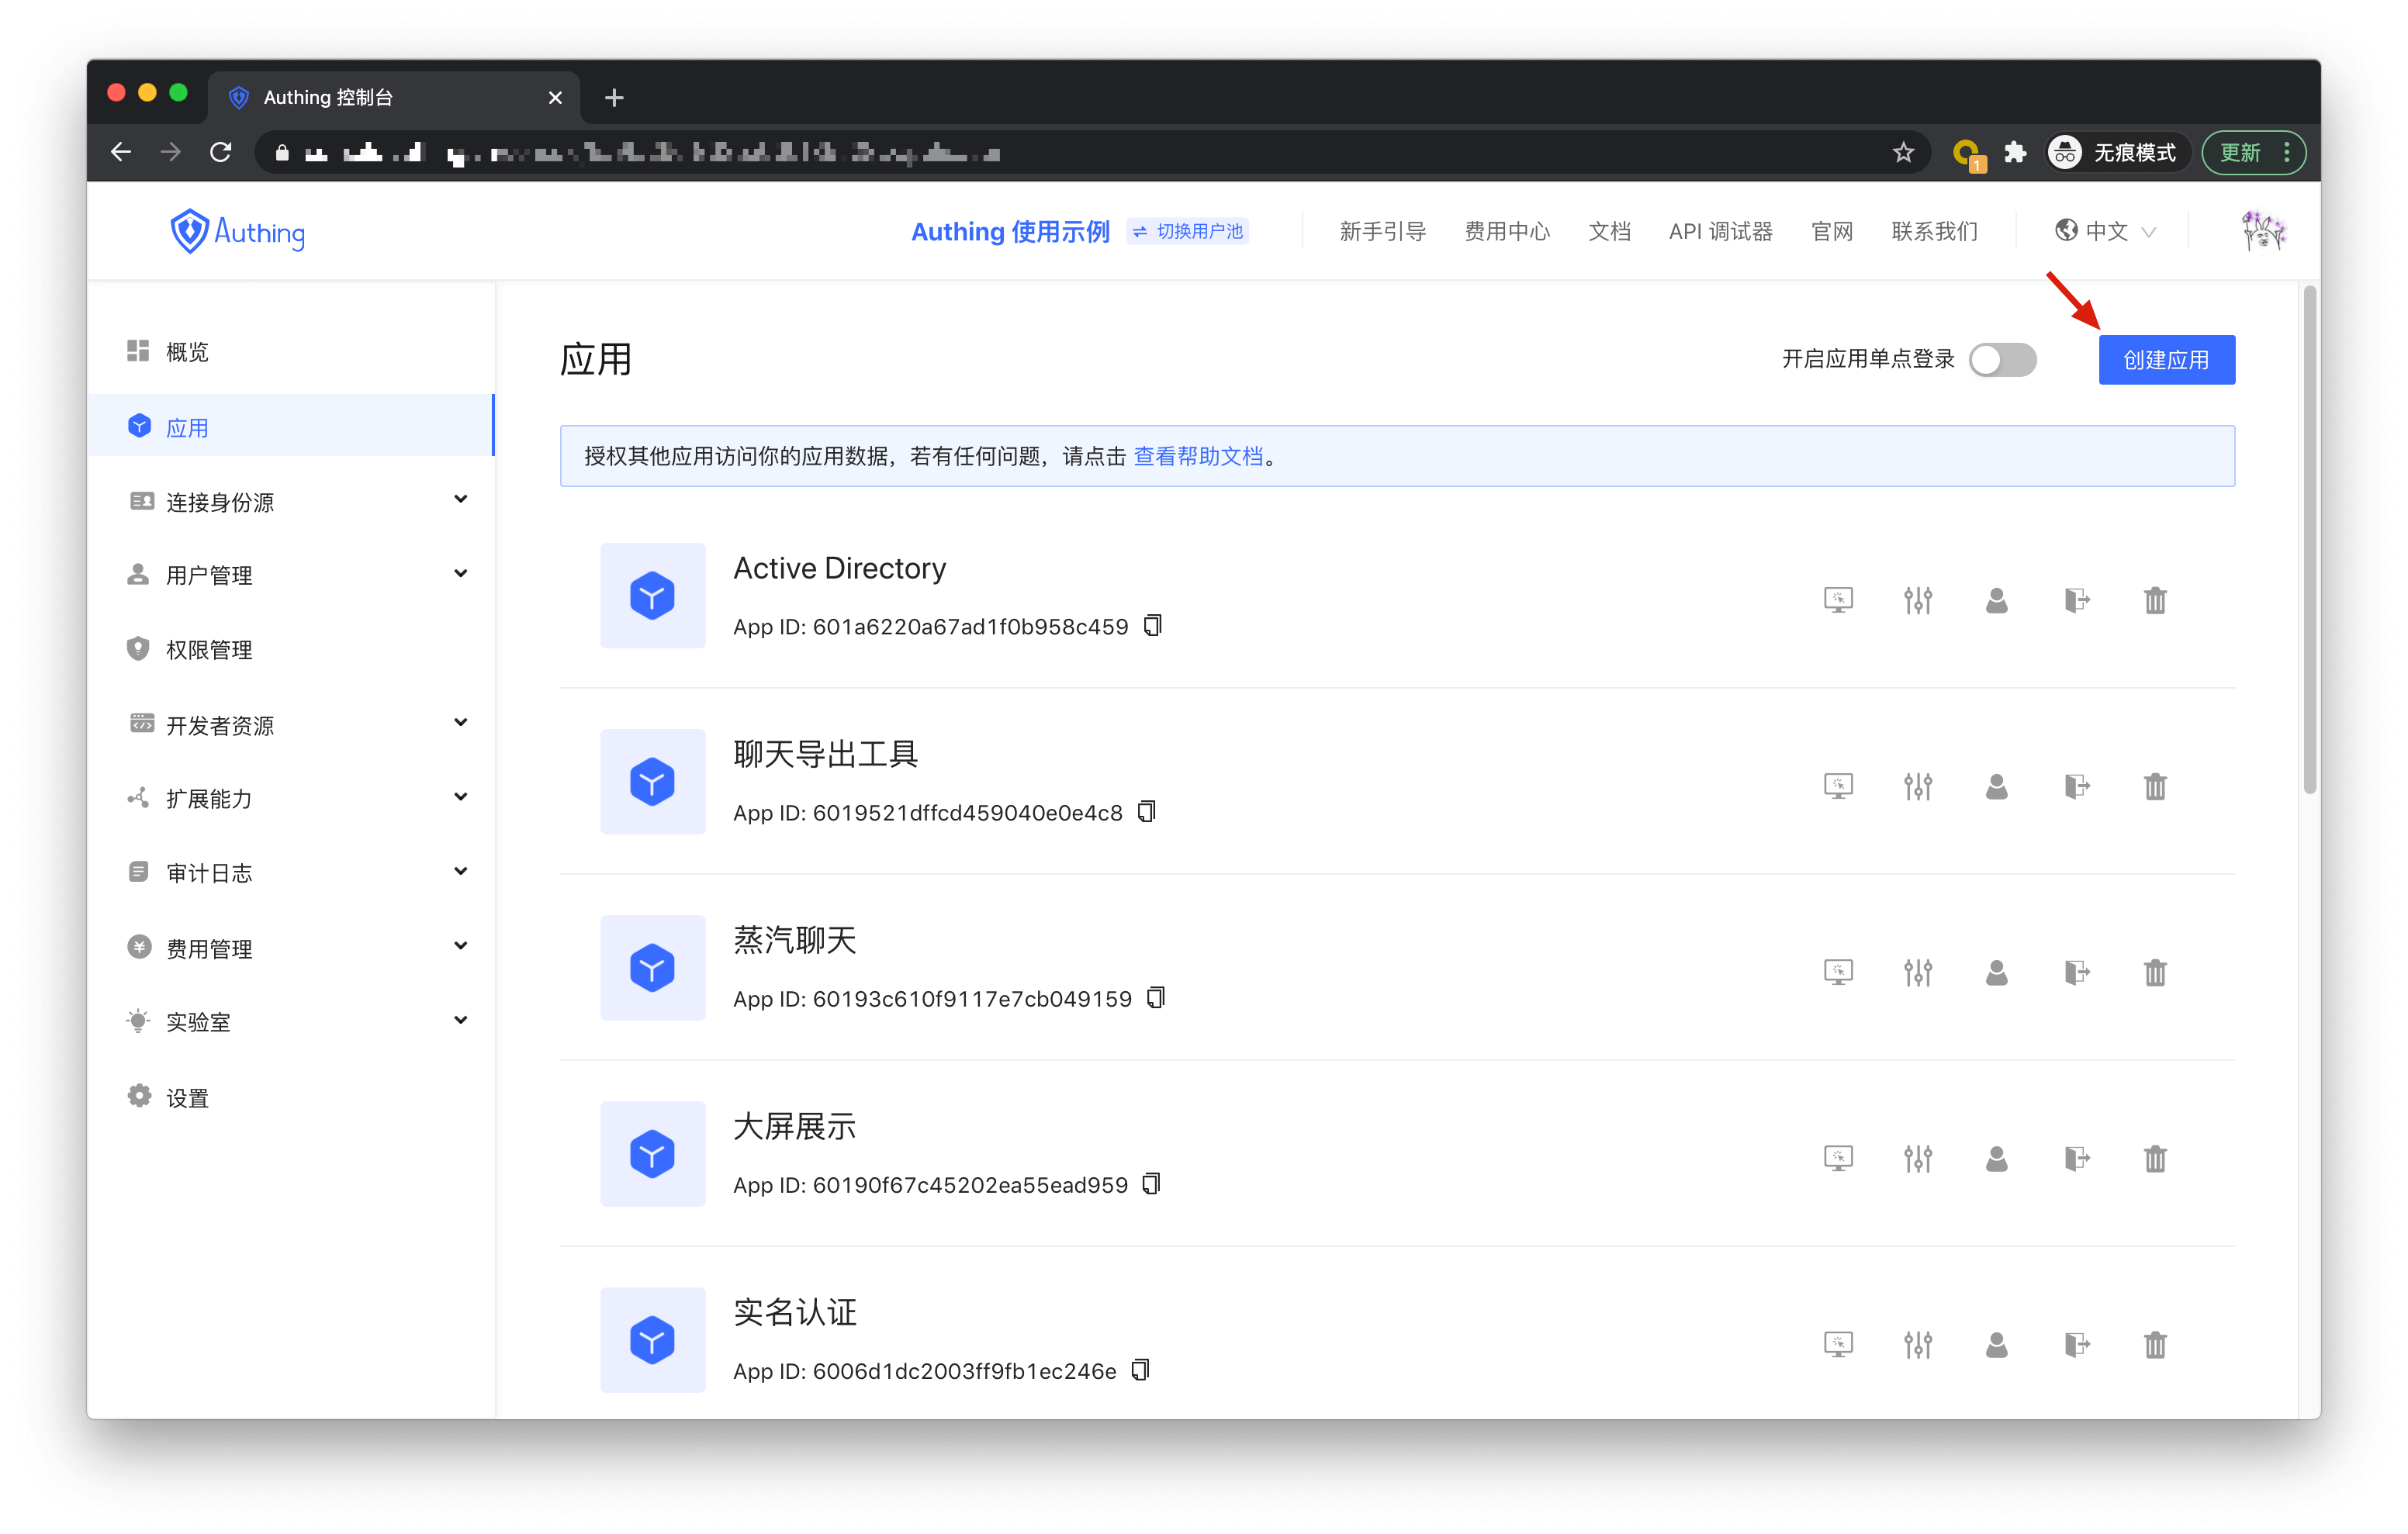 Authing 控制台
1
无痕模式
更新
Authing
Authing 使用示例
切换用户池
新手引导
费用中心
文档
API 调试器
官网
联系我们
中文
概览
应用
连接身份源
用户管理
权限管理
开发者资源
扩展能力
审计日志
费用管理
实验室
设置
应用
开启应用单点登录
创建应用
授权其他应用访问你的应用数据，若有任何问题，请点击 查看帮助文档。
Active Directory
App ID: 601a6220a67ad1f0b958c459
聊天导出工具
App ID: 6019521dffcd459040e0e4c8
蒸汽聊天
App ID: 60193c610f9117e7cb049159
大屏展示
App ID: 60190f67c45202ea55ead959
实名认证
App ID: 6006d1dc2003ff9fb1ec246e